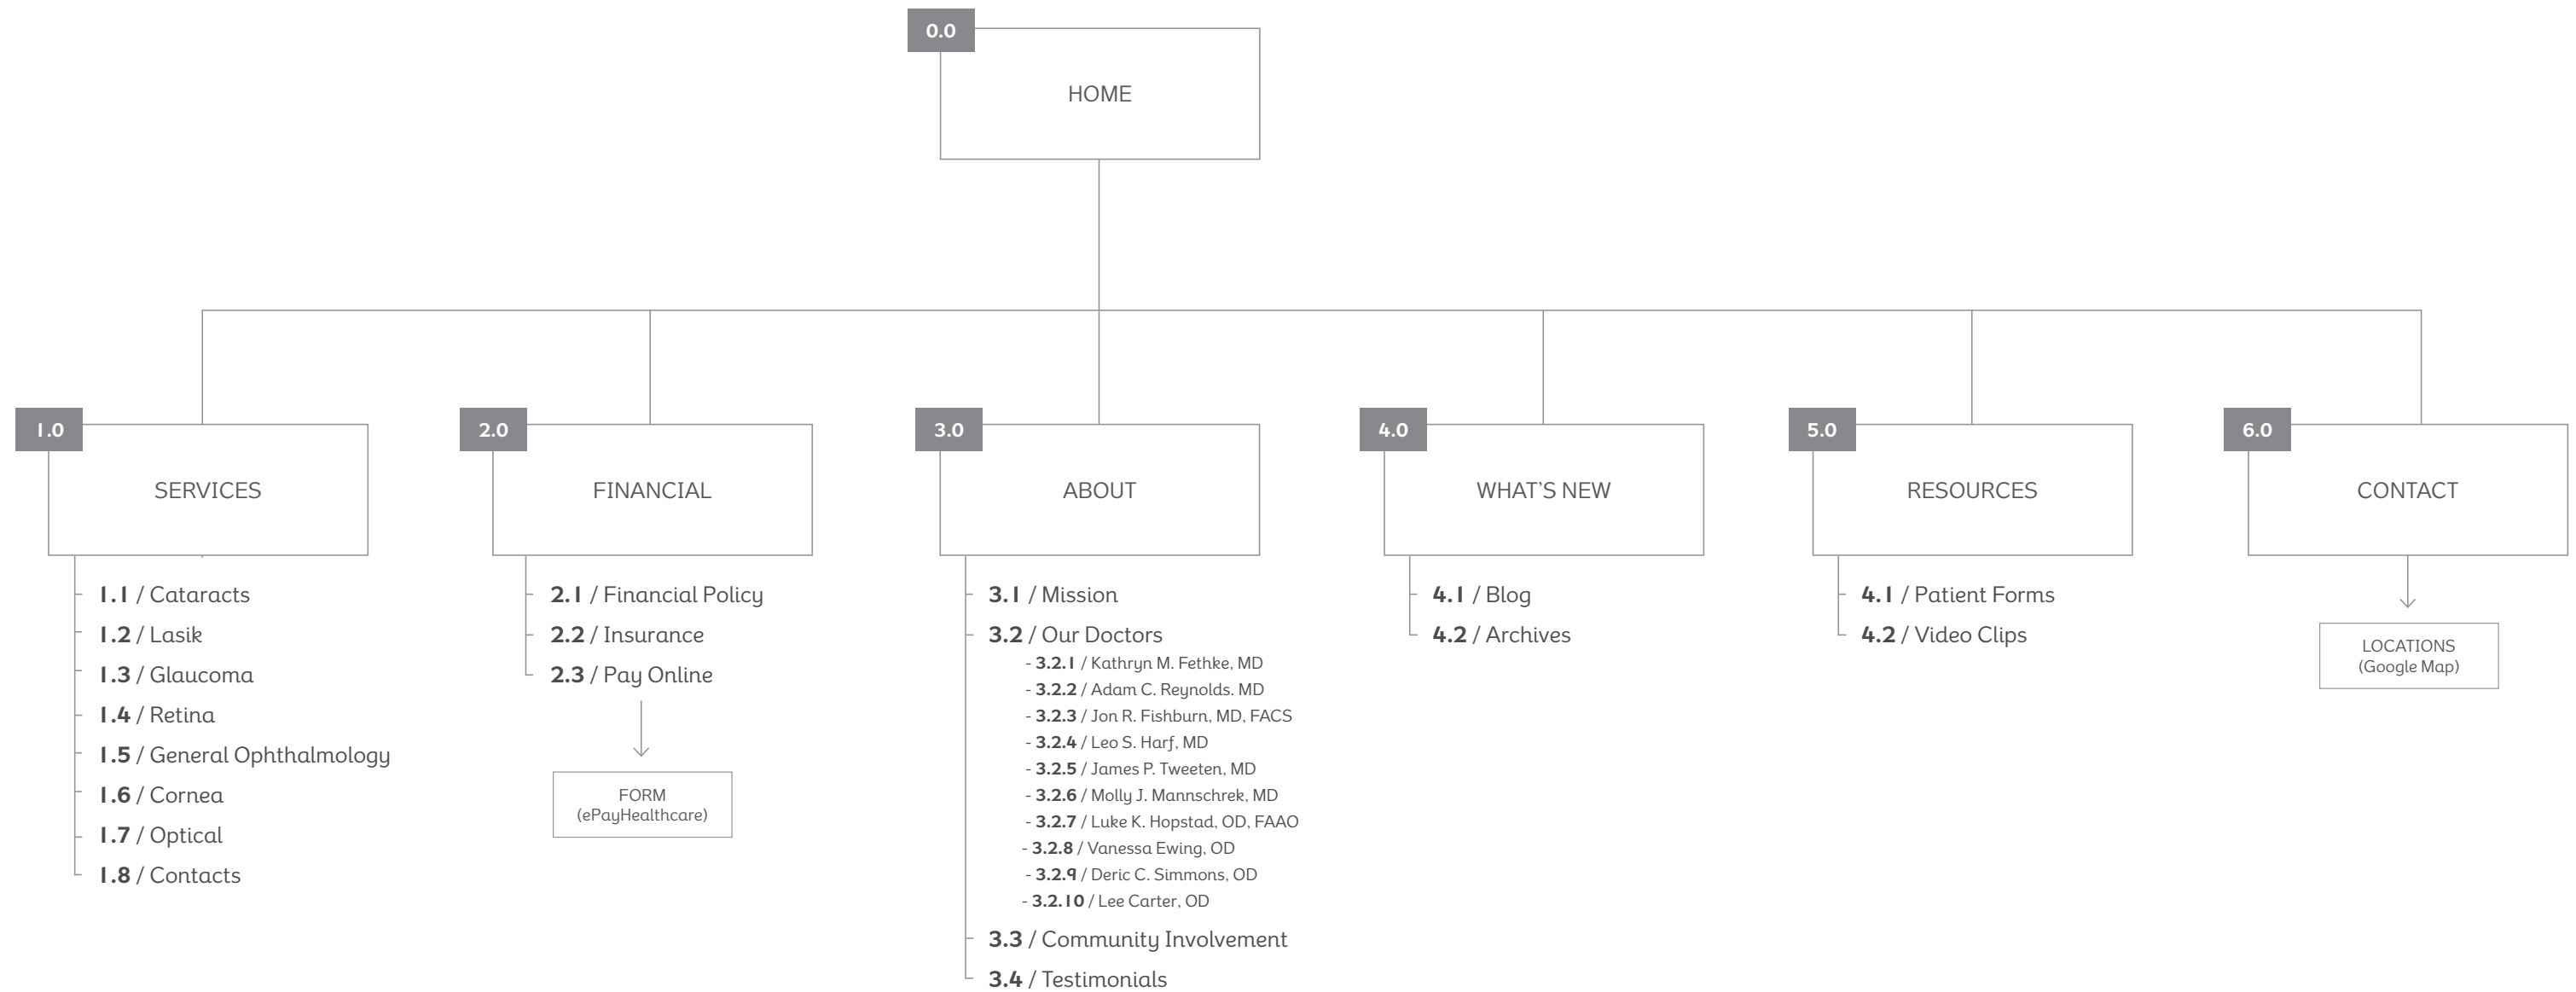 0.0
HOME
1.0
SERVICES
1.1 / Cataracts
1.2 / Lasik
1.3 / Glaucoma
1.4 / Retina
1.5 / General Ophthalmology
1.6 / Cornea
1.7 / Optical
1.8 / Contacts
2.0
FINANCIAL
2.1 / Financial Policy
2.2 / Insurance
2.3 / Pay Online
FORM
(ePayHealthcare)
3.0
ABOUT
3.1 / Mission
3.2 / Our Doctors
- 3.2.1 / Kathryn M. Fethke, MD
- 3.2.2 / Adam C. Reynolds. MD
- 3.2.3 / Jon R. Fishburn, MD, FACS
- 3.2.4 / Leo S. Harf, MD
- 3.2.5 / James P. Tweeten, MD
- 3.2.6 / Molly J. Mannschrek, MD
- 3.2.7 / Luke K. Hopstad, OD, FAAO
- 3.2.8 / Vanessa Ewing, OD
- 3.2.9 / Deric C. Simmons, OD
- 3.2.10 / Lee Carter, OD
3.3 / Community Involvement
3.4 / Testimonials
4.0
WHAT'S NEW
4.1 / Blog
4.2 / Archives
5.0
RESOURCES
4.1 / Patient Forms
4.2 / Video Clips
6.0
CONTACT
LOCATIONS
(Google Map)